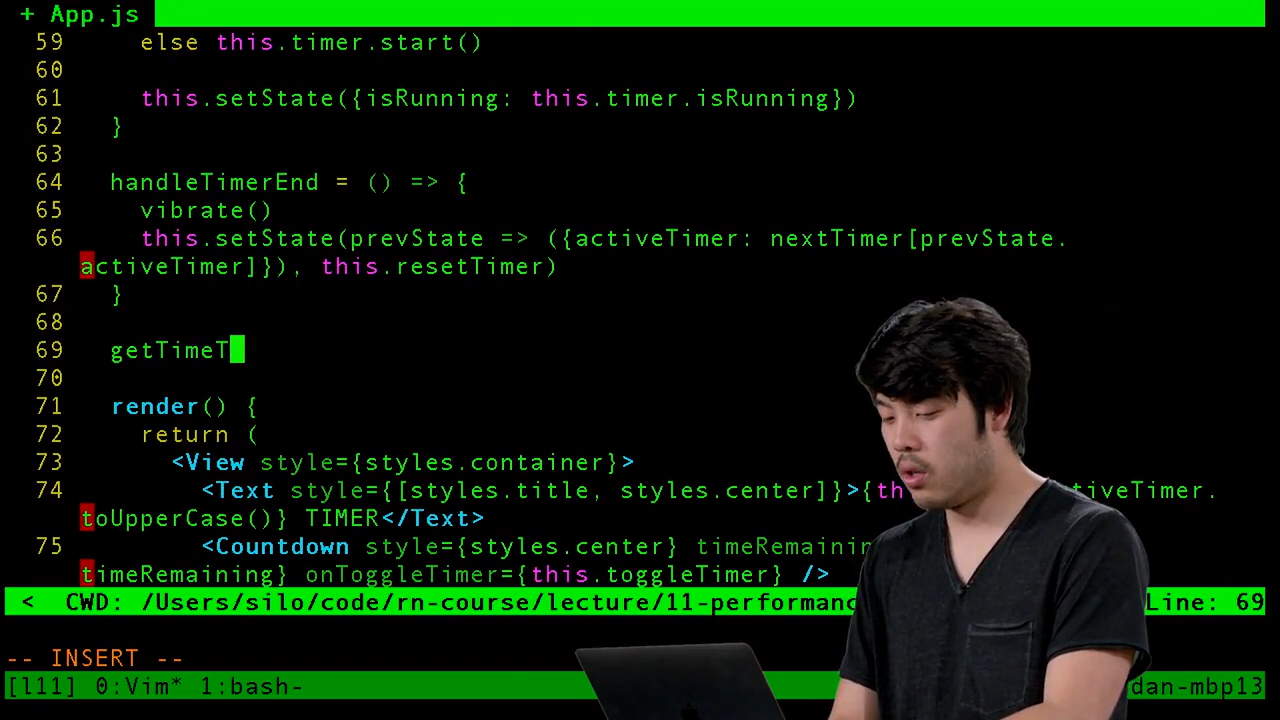 + App.js
59 else this.timer.start()
60
61 this.setState({isRunning: this.timer.isRunning})
62 }
63
64 handleTimerEnd = () => {
65 vibrate()
66 this.setState(prevState => ({activeTimer: nextTimer[prevState.
activeTimer]}), this.resetTimer)
67 }
68
69 getTimeT
70
71 render() {
72 return (
73 <View style={styles.container}>
74 <Text style={[styles.title, styles.center]}>{th tiveTimer.
toUpperCase()} TIMER</Text>
75 <Countdown style={styles.center} timeRemainin
timeRemaining} onToggleTimer={this.toggleTimer} />
< CWD: /Users/silo/code/rn-course/lecture/11-performanc Line: 69
-- INSERT --
[l11] 0:Vim* 1:bash- dan-mbp13